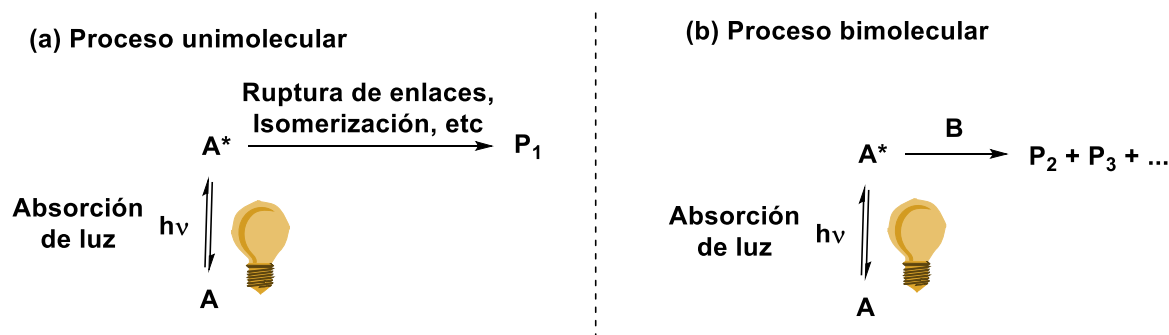 (a) Proceso unimolecular
Ruptura de enlaces,
Isomerización, etc
A*
P₁
Absorción
de luz
hν
A
(b) Proceso bimolecular
B
A*
P₂ + P₃ + ...
Absorción
de luz
hν
A